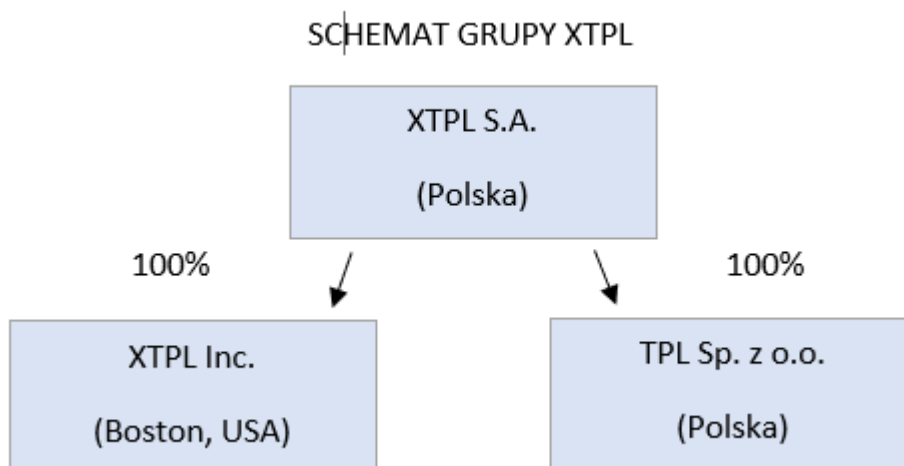 SCHEMAT GRUPY XTPL
XTPL S.A.
(Polska)
100%
100%
XTPL Inc.
(Boston, USA)
TPL Sp. z o.o.
(Polska)